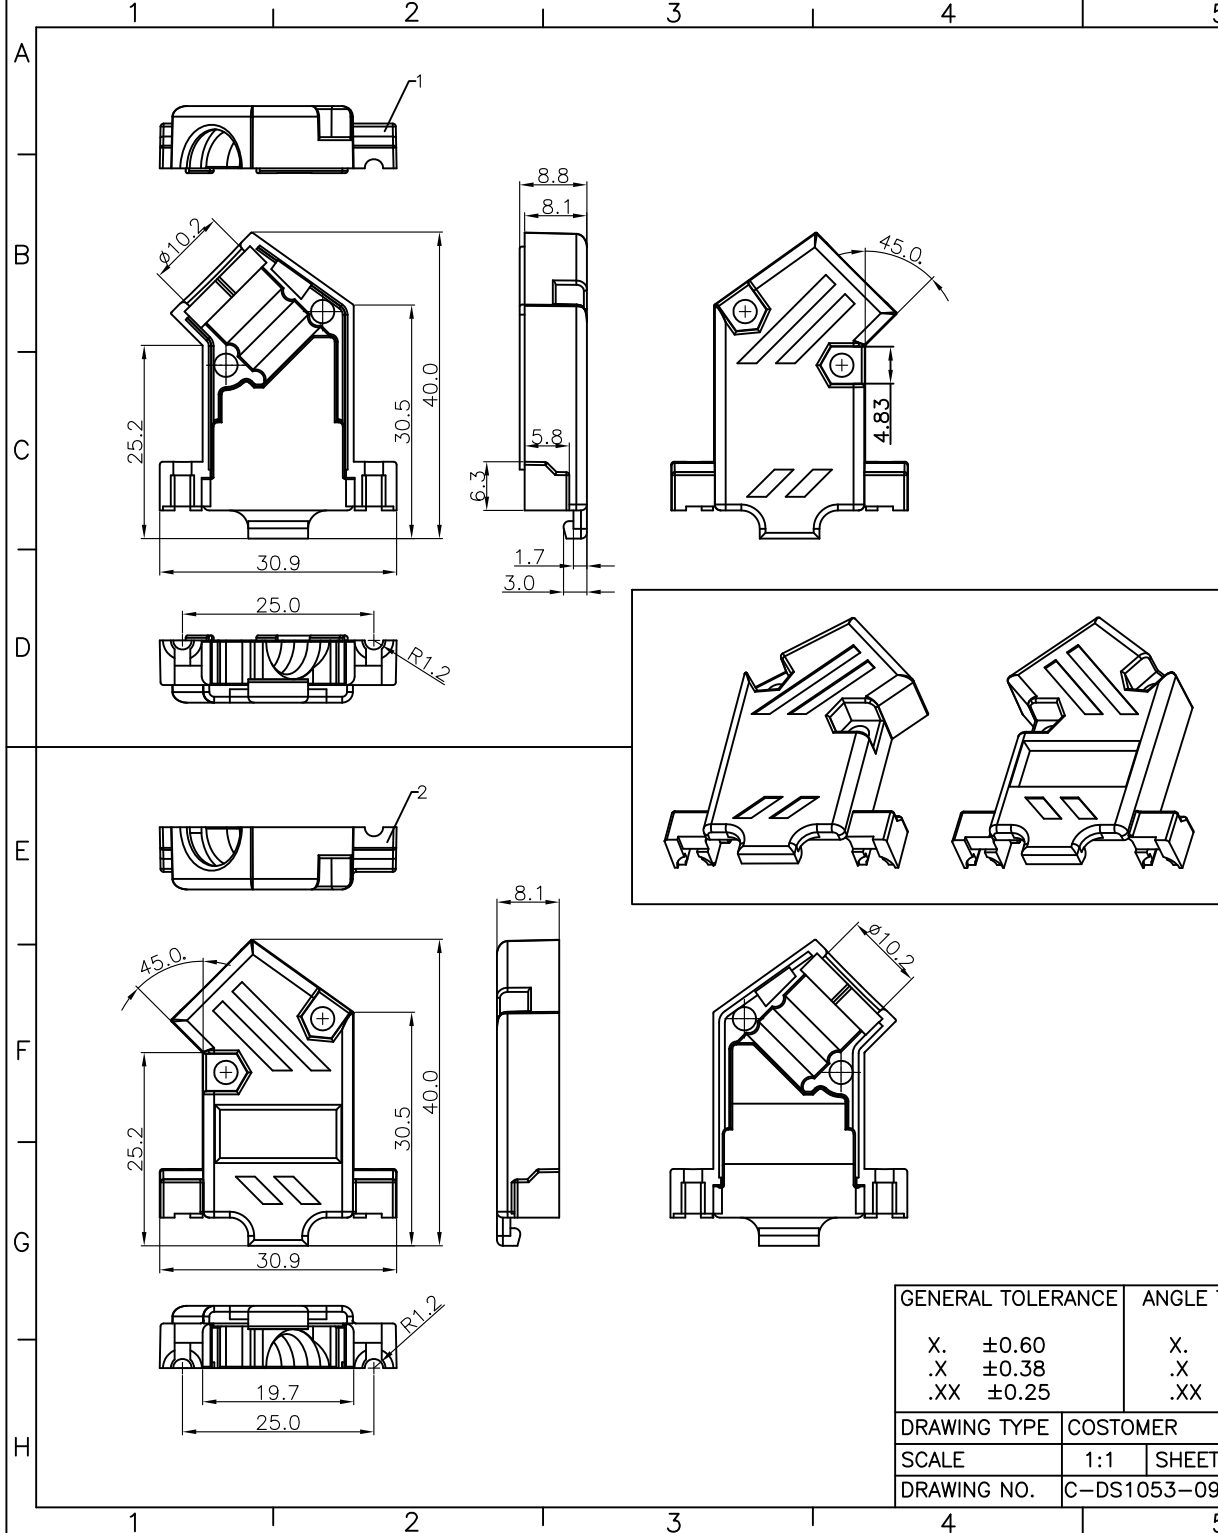 1 2 3 4
A
1
8.8
8.1
B
ø10.2
45.0
40.0
30.5
25.2
4.83
C
5.8
6.3
1.7
30.9
3.0
25.0
D
R1.2
2
E
8.1
45.0
ø10.2
F
40.0
30.5
25.2
G
30.9
R1.2
GENERAL TOLERANCE ANGLE
X. ±0.60 X.
.X ±0.38 .X
.XX ±0.25 .XX
19.7
25.0
DRAWING TYPE COSTOMER
H
SCALE 1:1 SHEET
DRAWING NO. C-DS1053-09
1 2 3 4